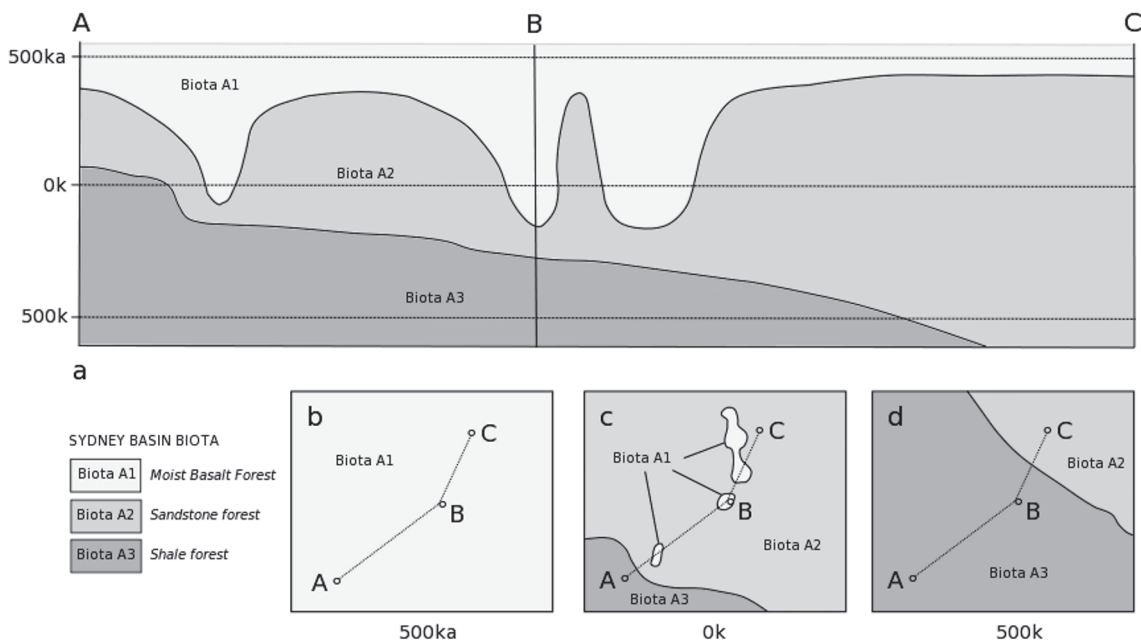 A B C
500ka
Biota A1
Biota A2
0k
Biota A3
500k
a
SYDNEY BASIN BIOTA
Biota A1 Moist Basalt Forest
Biota A2 Sandstone forest
Biota A3 Shale forest
b
C
Biota A1
B
A
500ka
c
C
Biota A1
B
Biota A2
A
Biota A3
0k
d
C
Biota A2
B
A
Biota A3
500k